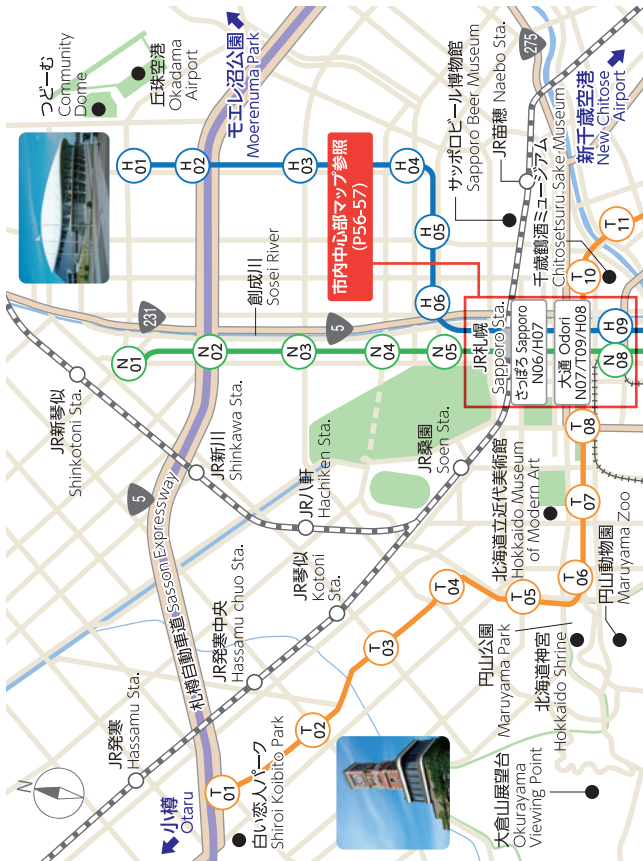 N
JR発寒
Hassamu Sta.
小樽
Otaru
T
01
白い恋人パーク
Shiroi Koibito Park
札樽自動車道 Sasson Expressway
5
JR発寒中央
Hassamu chuo Sta.
T
02
T
03
JR琴似
Kotoni
Sta.
T
04
T
05
T
06
T
07
T
08
大倉山展望台
Okurayama
Viewing Point
円山公園
Maruyama Park
北海道神宮
Hokkaido Shrine
円山動物園
Maruyama Zoo
北海道立近代美術館
Hokkaido Museum
of Modern Art
JR新琴似
Shinkotoni Sta.
JR新川
Shinkawa Sta.
JR八軒
Hachiken Sta.
JR桑園
Soen Sta.
N
01
N
02
N
03
N
04
N
05
231
創成川
Sosei River
5
JR札幌
Sapporo Sta.
さっぽろ Sapporo
N06/H07
大通 Odori
N07/T09/H08
N
08
H
09
H
06
H
05
H
04
H
03
H
02
H
01
市内中心部マップ参照
(P56-57)
つどーむ
Community
Dome
丘珠空港
Okadama
Airport
モエレ沼公園
Moerenuma Park
サッポロビール博物館
Sapporo Beer Museum
JR苗穂 Naebo Sta.
千歳鶴酒ミュージアム
Chitosetsuru Sake Museum
T
10
T
11
275
新千歳空港
New Chitose
Airport